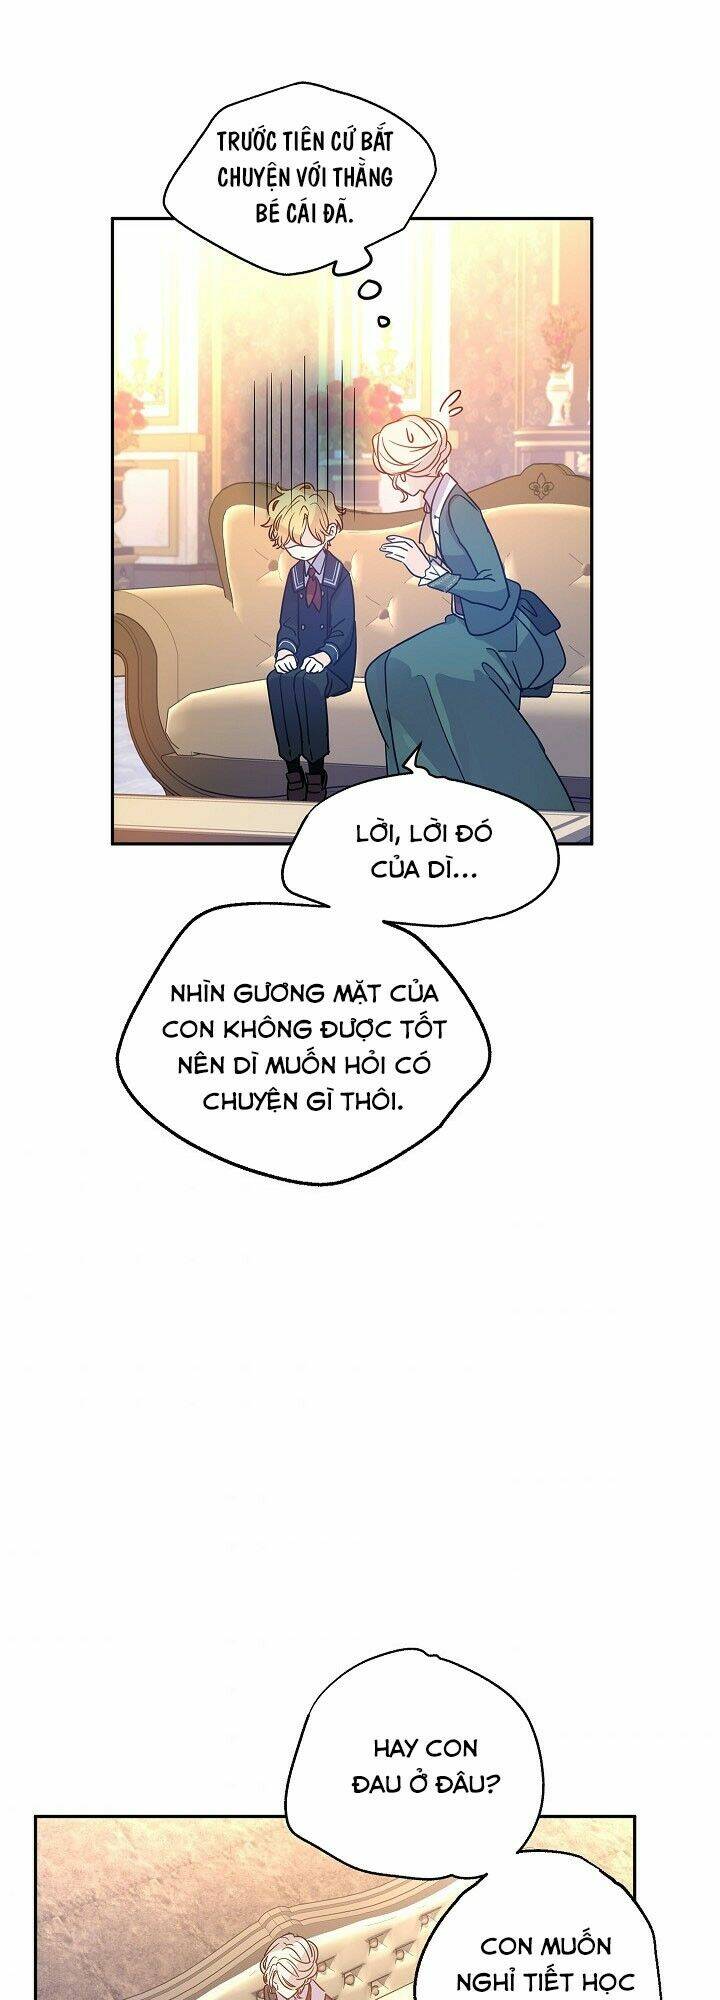 TRƯỚC TIÊN CỨ BẮT
CHUYỆN VỚI THẰNG
BÉ CÁI ĐÃ.
LỜI, LỜI ĐÓ
CỦA DÌ...
NHÌN GƯƠNG MẶT CỦA
CON KHÔNG ĐƯỢC TỐT
NÊN DÌ MUỐN HỎI CÓ
CHUYỆN GÌ THÔI.
HAY CON
ĐAU Ở ĐÂU?
CON MUỐN
NGHỈ TIẾT HỌC